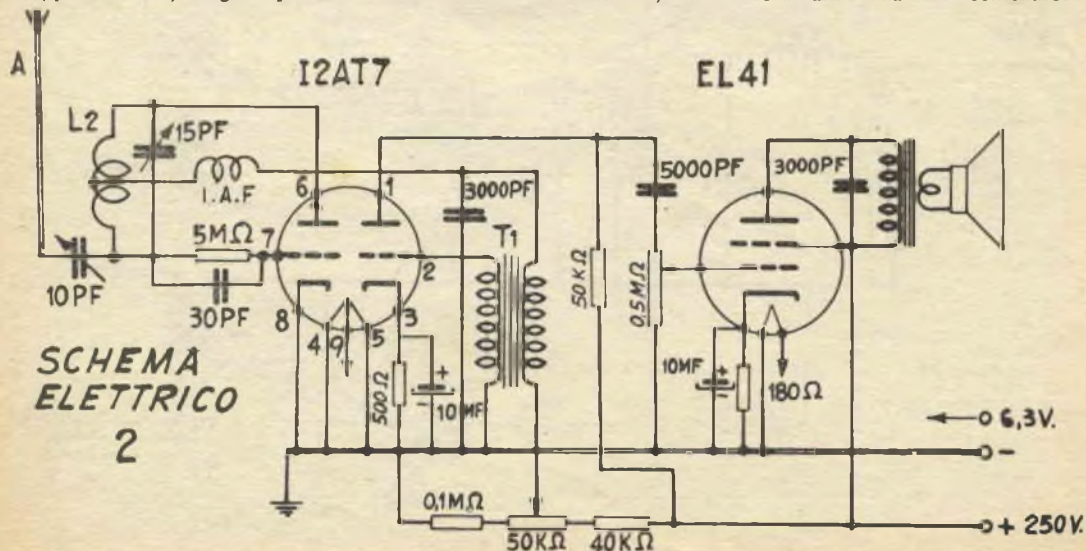 A
I2AT7
EL41
L2
15PF
I.A.F
6
1
3000PF
5000PF
3000PF
5MΩ
7
2
T1
10PF
30PF
8
4
9
5
3
50KΩ
0.5MΩ
500Ω
+
-
10MF
10MF
+
-
180Ω
SCHEMA
ELETTRICO
2
6,3V.
-
0,1MΩ
50KΩ
40KΩ
+ 250V.